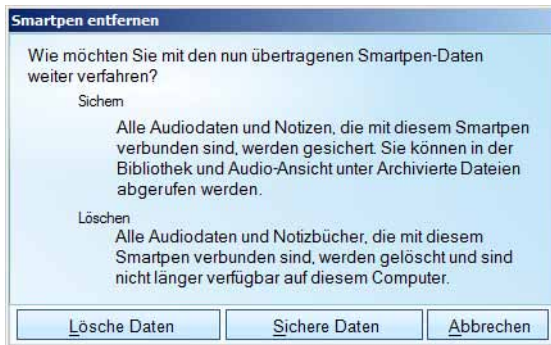 Smartpen entfernen
Wie möchten Sie mit den nun übertragenen Smartpen-Daten
weiter verfahren?
Sichern
Alle Audiodaten und Notizen, die mit diesem Smartpen
verbunden sind, werden gesichert. Sie können in der
Bibliothek und Audio-Ansicht unter Archivierte Dateien
abgerufen werden.
Löschen
Alle Audiodaten und Notizbücher, die mit diesem
Smartpen verbunden sind, werden gelöscht und sind
nicht länger verfügbar auf diesem Computer.
Lösche Daten Sichere Daten Abbrechen